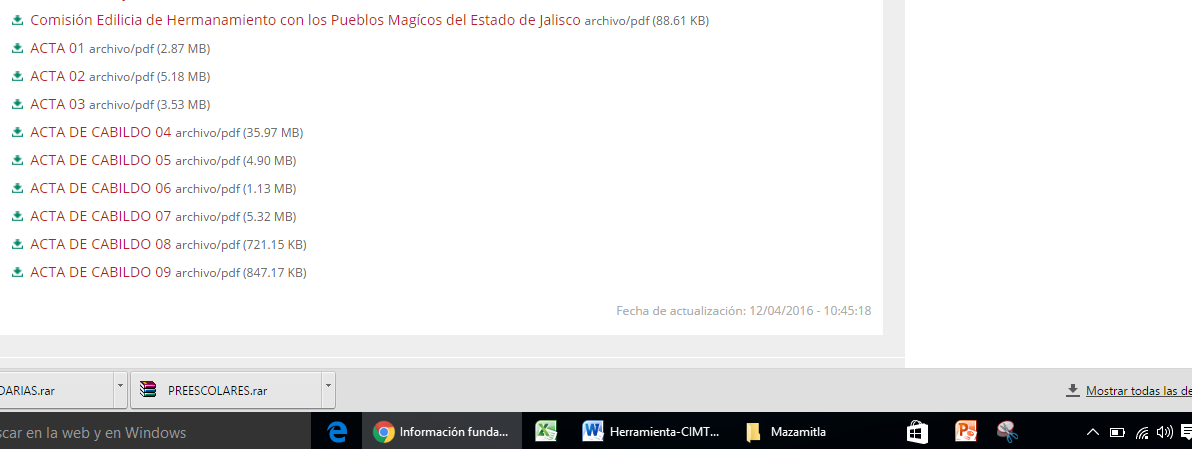 Comisión Edilicia de Hermanamiento con los Pueblos Magícos del Estado de Jalisco archivo/pdf (88.61 KB)
ACTA 01 archivo/pdf (2.87 MB)
ACTA 02 archivo/pdf (5.18 MB)
ACTA 03 archivo/pdf (3.53 MB)
ACTA DE CABILDO 04 archivo/pdf (35.97 MB)
ACTA DE CABILDO 05 archivo/pdf (4.90 MB)
ACTA DE CABILDO 06 archivo/pdf (1.13 MB)
ACTA DE CABILDO 07 archivo/pdf (5.32 MB)
ACTA DE CABILDO 08 archivo/pdf (721.15 KB)
ACTA DE CABILDO 09 archivo/pdf (847.17 KB)
Fecha de actualización: 12/04/2016 - 10:45:18
DARIAS.rar PREESCOLARES.rar Mostrar todas las de
scar en la web y en Windows Información funda... Herramienta-CIMT... Mazamitla